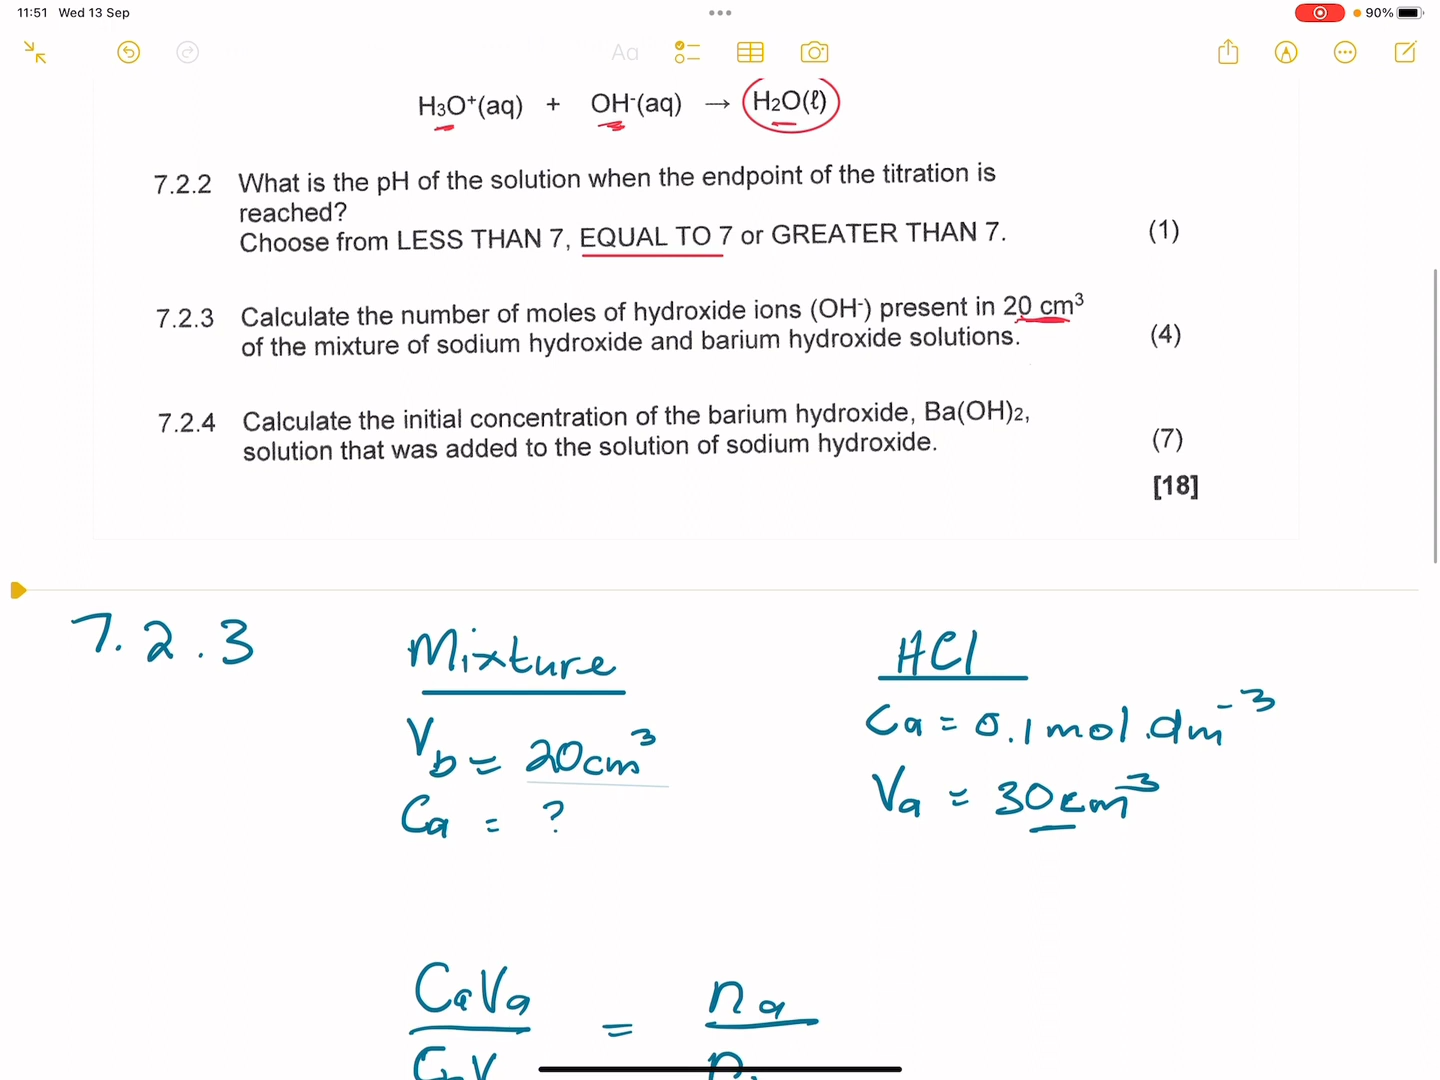 11:51 Wed 13 Sep
90%
Aa
H3O⁺(aq) + OH⁻(aq) → H2O(ℓ)
7.2.2 What is the pH of the solution when the endpoint of the titration is
reached?
Choose from LESS THAN 7, EQUAL TO 7 or GREATER THAN 7. (1)
7.2.3 Calculate the number of moles of hydroxide ions (OH⁻) present in 20 cm³
of the mixture of sodium hydroxide and barium hydroxide solutions. (4)
7.2.4 Calculate the initial concentration of the barium hydroxide, Ba(OH)2,
solution that was added to the solution of sodium hydroxide. (7)
[18]
7.2.3 Mixture HCl
Vb = 20cm³ Ca = 0.1 mol.dm⁻³
Ca = ? Va = 30cm³
CaVa = na